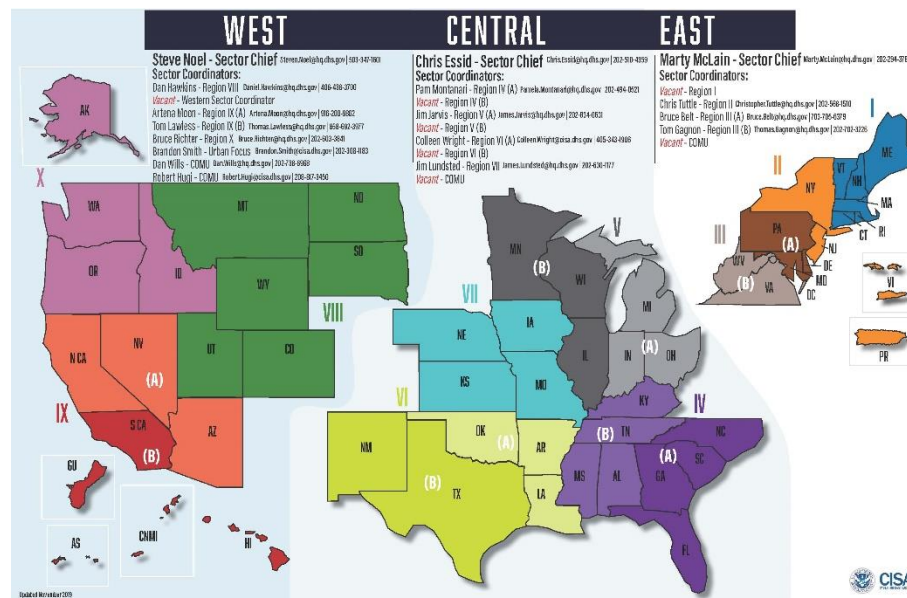 WEST
CENTRAL
EAST
Steve Noel - Sector Chief
Sector Coordinators:
Dan Hawkins - Region VIII Daniel.Hawkins@hq.dhs.gov
Vacant - Western Sector Coordinator
Artena Moon - Region IX (A) Artena.Moon@hq.dhs.gov
Tom Lawless - Region IX (B) Thomas.Lawless@hq.dhs.gov
Bruce Richter - Region X Bruce.Richter@hq.dhs.gov
Brandon Smith - Urban Focus Brandon.Smith@cisa.dhs.gov
Dan Wills - COMU Dan.Wills@hq.dhs.gov
Robert Hugi - COMU Robert.Hugi@cisa.dhs.gov
Chris Essid - Sector Chief Chris.Essid@hq.dhs.gov
Sector Coordinators:
Pam Montanari - Region IV (A) Pamela.Montanari@hq.dhs.gov
Vacant - Region IV (B)
Jim Jarvis - Region V (A) James.Jarvis@hq.dhs.gov
Vacant - Region V (B)
Colleen Wright - Region VI (A) Colleen.Wright@cisa.dhs.gov
Vacant - Region VI (B)
Jim Lundsted - Region VII James.Lundsted@hq.dhs.gov
Vacant - COMU
Marty McLain - Sector Chief Marty.McLain@hq.dhs.gov
Sector Coordinators:
Vacant - Region I
Chris Tuttle - Region II Christopher.Tuttle@hq.dhs.gov
Bruce Belt - Region III (A) Bruce.Belt@hq.dhs.gov
Tom Gagnon - Region III (B) Thomas.Gagnon@hq.dhs.gov
Vacant - COMU
AK
X
WA
OR
ID
MT
ND
SD
WY
UT
CO
VIII
N CA
NV
(A)
AZ
IX
S CA
(B)
GU
CNMI
AS
HI
MN
(B)
WI
V
MI
IL
IN
(A)
OH
VII
NE
IA
KS
MO
VI
NM
OK
(A)
AR
(B)
TX
LA
KY
IV
(B)
TN
NC
MS
AL
(A)
GA
SC
FL
I
ME
VT
NH
MA
RI
CT
II
NY
NJ
III
PA
(A)
WV
(B)
VA
DE
MD
DC
VI
PR
Updated November 2019
CISA